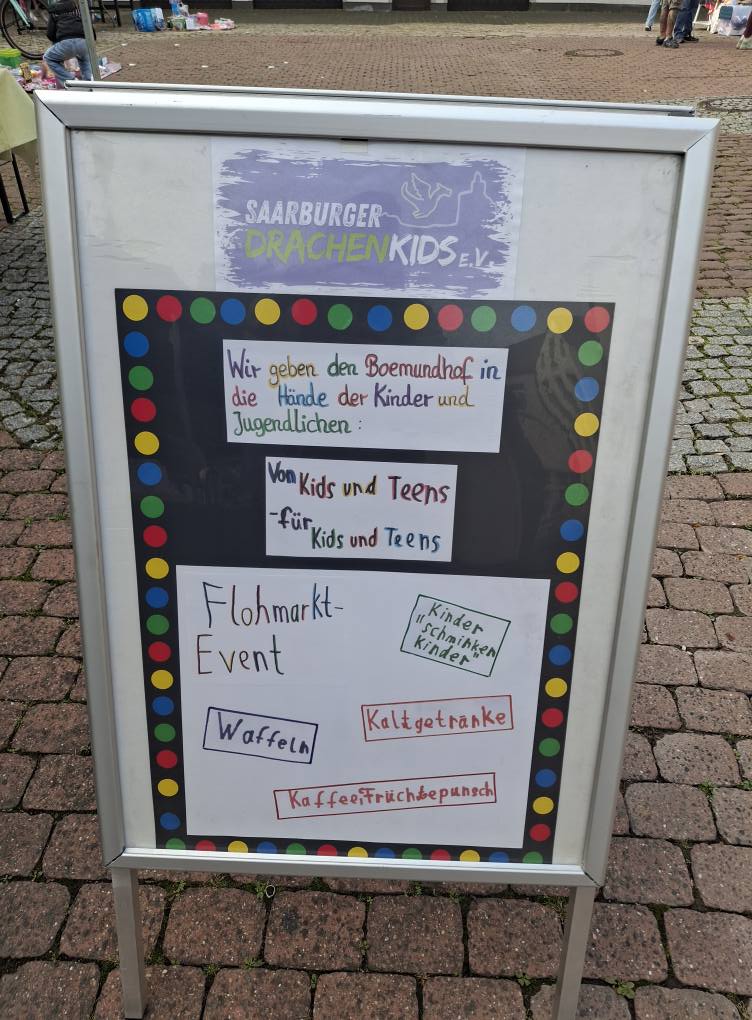 SAARBURGER
DRACHENKIDS E.V.
Wir geben den Boemundhof in
die Hände der Kinder und
Jugendlichen :
Von Kids und Teens
-für Kids und Teens
Flohmarkt-
Event
Kinder
"schminken
Kinder"
Waffeln
Kaltgetränke
Kaffee, Früchtepunsch